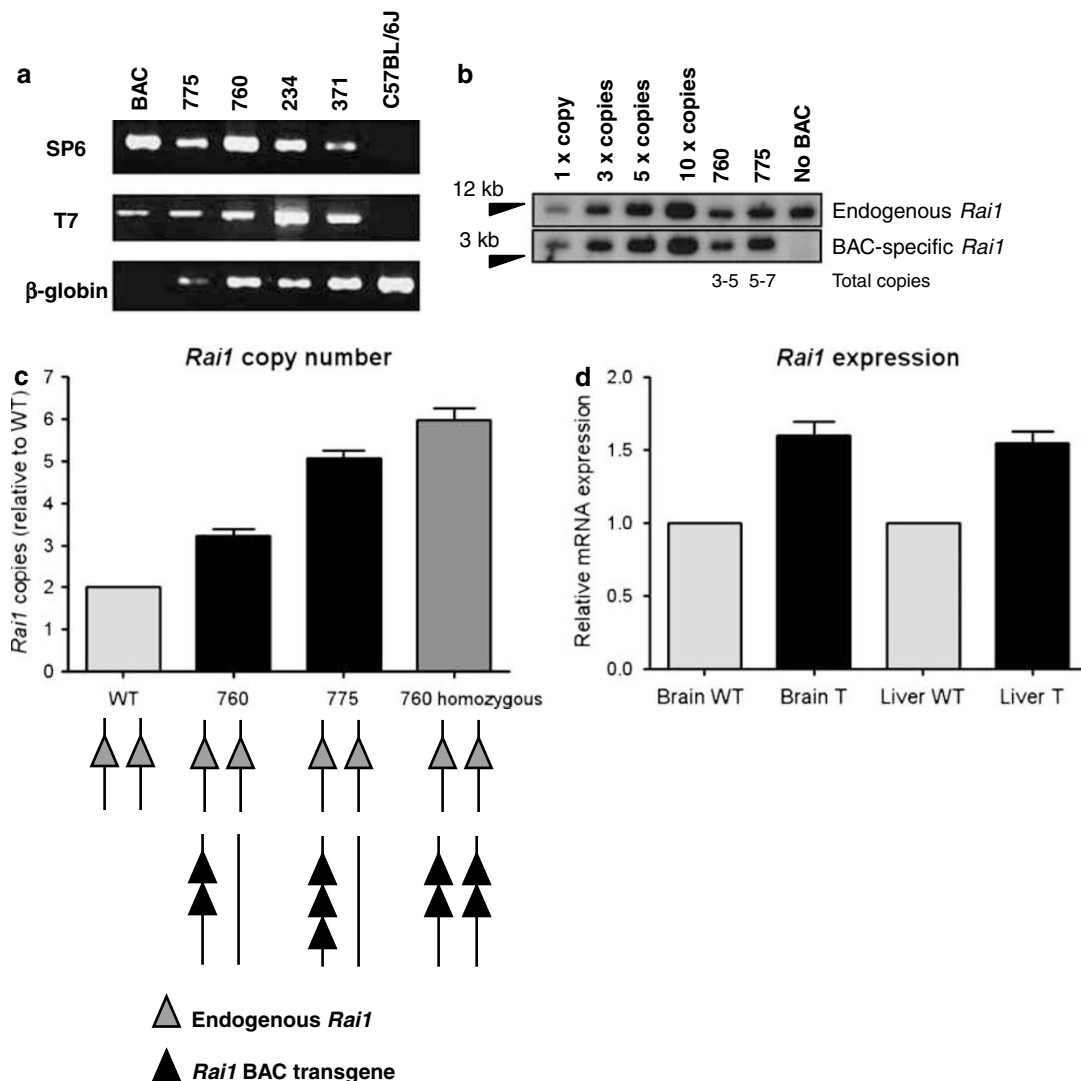 a
BAC
775
760
234
371
C57BL/6J
SP6
T7
β-globin
b
1 x copy
3 x copies
5 x copies
10 x copies
760
775
No BAC
12 kb
Endogenous Rai1
3 kb
BAC-specific Rai1
3-5 5-7 Total copies
c
Rai1 copy number
Rai1 copies (relative to WT)
7
6
5
4
3
2
1
0
WT 760 775 760 homozygous
Endogenous Rai1
Rai1 BAC transgene
d
Rai1 expression
Relative mRNA expression
2.0
1.5
1.0
0.5
0.0
Brain WT Brain T Liver WT Liver T